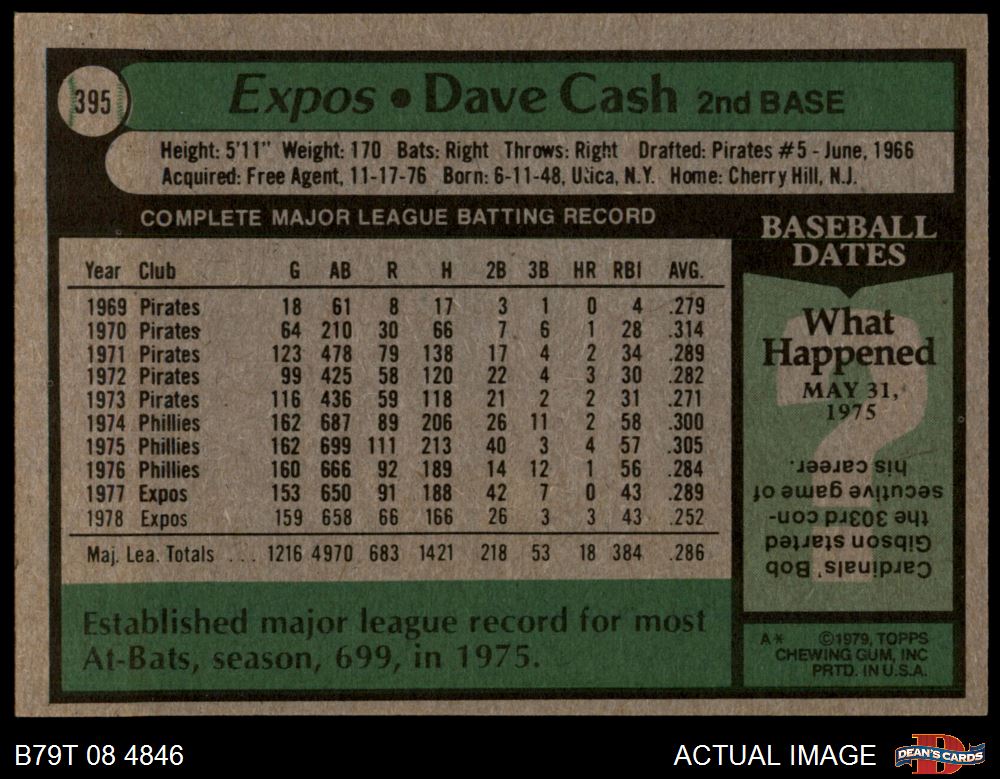 395
Expos • Dave Cash 2nd BASE
Height: 5'11" Weight: 170 Bats: Right Throws: Right Drafted: Pirates #5 - June, 1966
Acquired: Free Agent, 11-17-76 Born: 6-11-48, Utica, N.Y. Home: Cherry Hill, N.J.
COMPLETE MAJOR LEAGUE BATTING RECORD
Year Club G AB R H 2B 3B HR RBI AVG.
1969 Pirates 18 61 8 17 3 1 0 4 .279
1970 Pirates 64 210 30 66 7 6 1 28 .314
1971 Pirates 123 478 79 138 17 4 2 34 .289
1972 Pirates 99 425 58 120 22 4 3 30 .282
1973 Pirates 116 436 59 118 21 2 2 31 .271
1974 Phillies 162 687 89 206 26 11 2 58 .300
1975 Phillies 162 699 111 213 40 3 4 57 .305
1976 Phillies 160 666 92 189 14 12 1 56 .284
1977 Expos 153 650 91 188 42 7 0 43 .289
1978 Expos 159 658 66 166 26 3 3 43 .252
Maj. Lea. Totals ... 1216 4970 683 1421 218 53 18 384 .286
Established major league record for most
At-Bats, season, 699, in 1975.
BASEBALL
DATES
What
Happened
MAY 31,
1975
Cardinals' Bob
Gibson started
the 303rd con-
secutive game of
his career.
A* ©1979, TOPPS
CHEWING GUM, INC
PRTD. IN U.S.A.
B79T 08 4846
ACTUAL IMAGE
DEAN'S CARDS